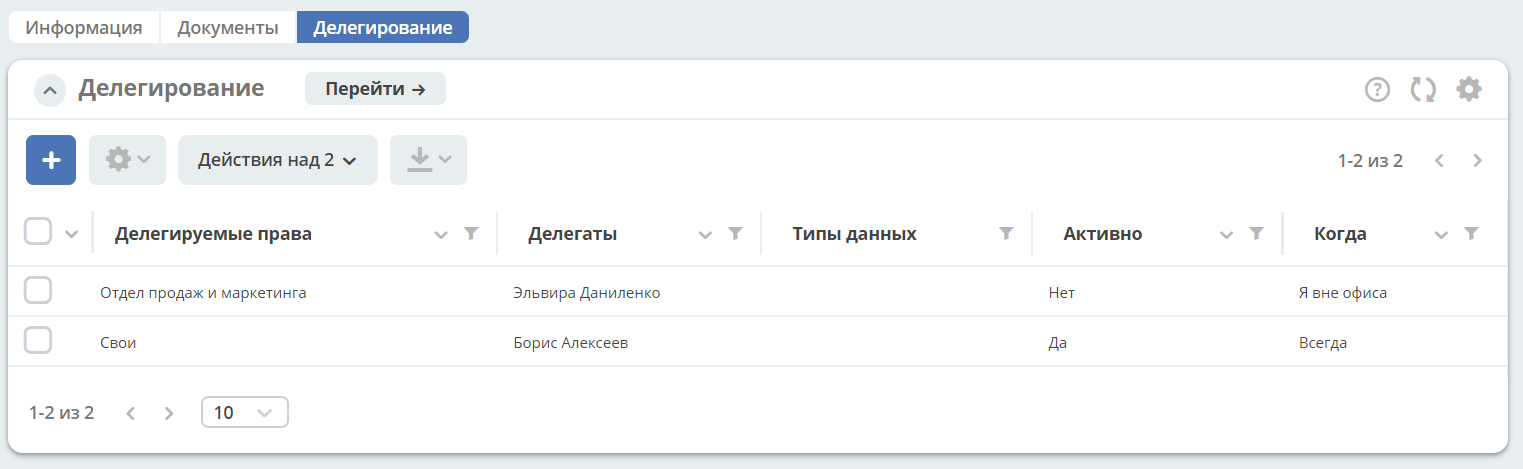 Информация Документы Делегирование
Делегирование Перейти →
Действия над 2 1-2 из 2
Делегируемые права Делегаты Типы данных Активно Когда
Отдел продаж и маркетинга Эльвира Даниленко Нет Я вне офиса
Свои Борис Алексеев Да Всегда
1-2 из 2 10